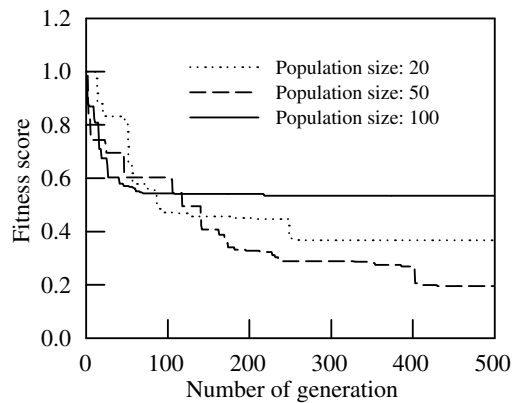 1.2
1.0
0.8
0.6
0.4
0.2
0.0
Fitness score
Population size: 20
Population size: 50
Population size: 100
0 100 200 300 400 500
Number of generation